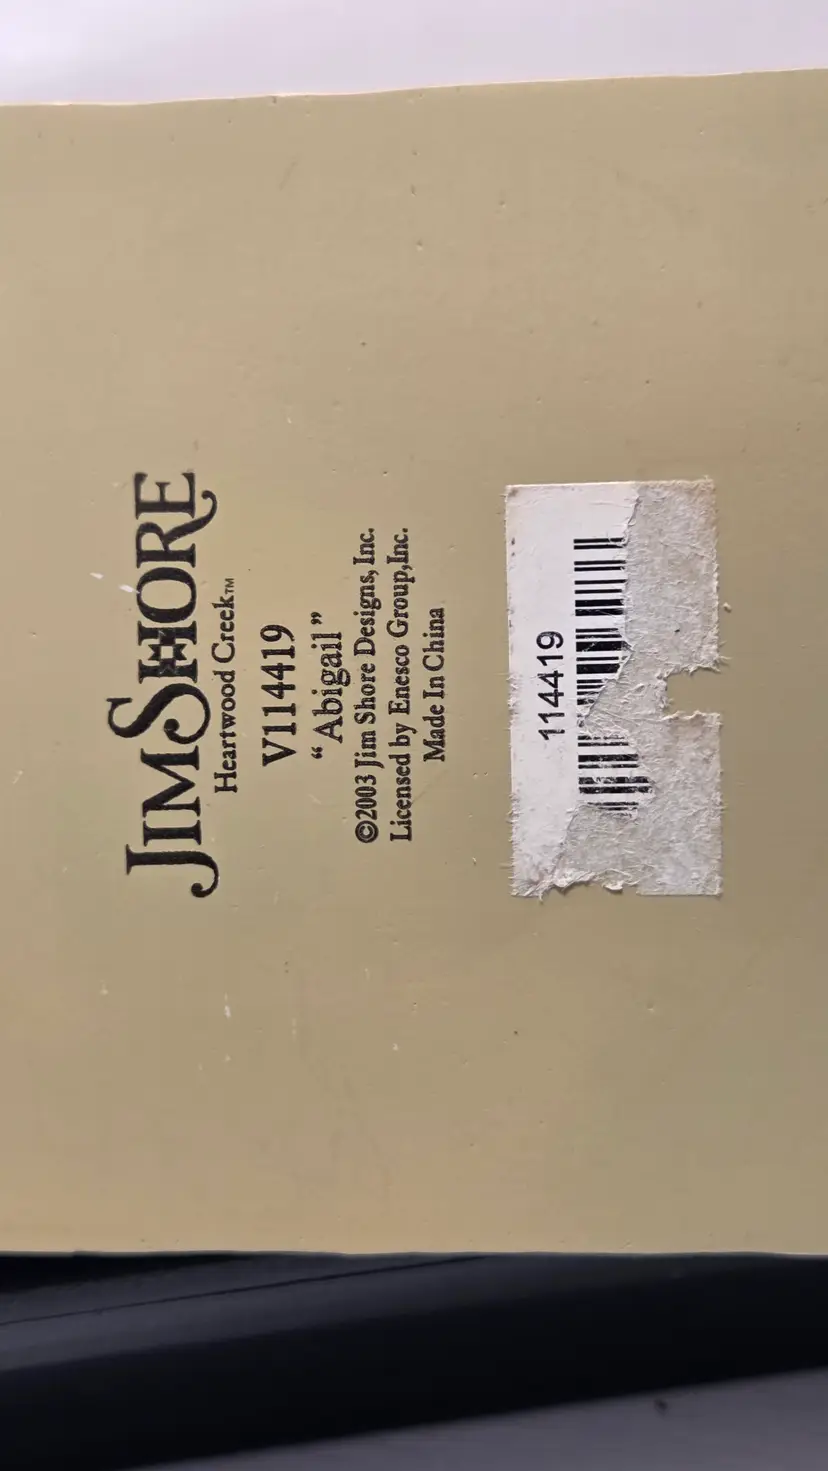 JIM SHORE
Heartwood Creek™
V114419
“Abigail”
©2003 Jim Shore Designs, Inc.
Licensed by Enesco Group,Inc.
Made In China
114419